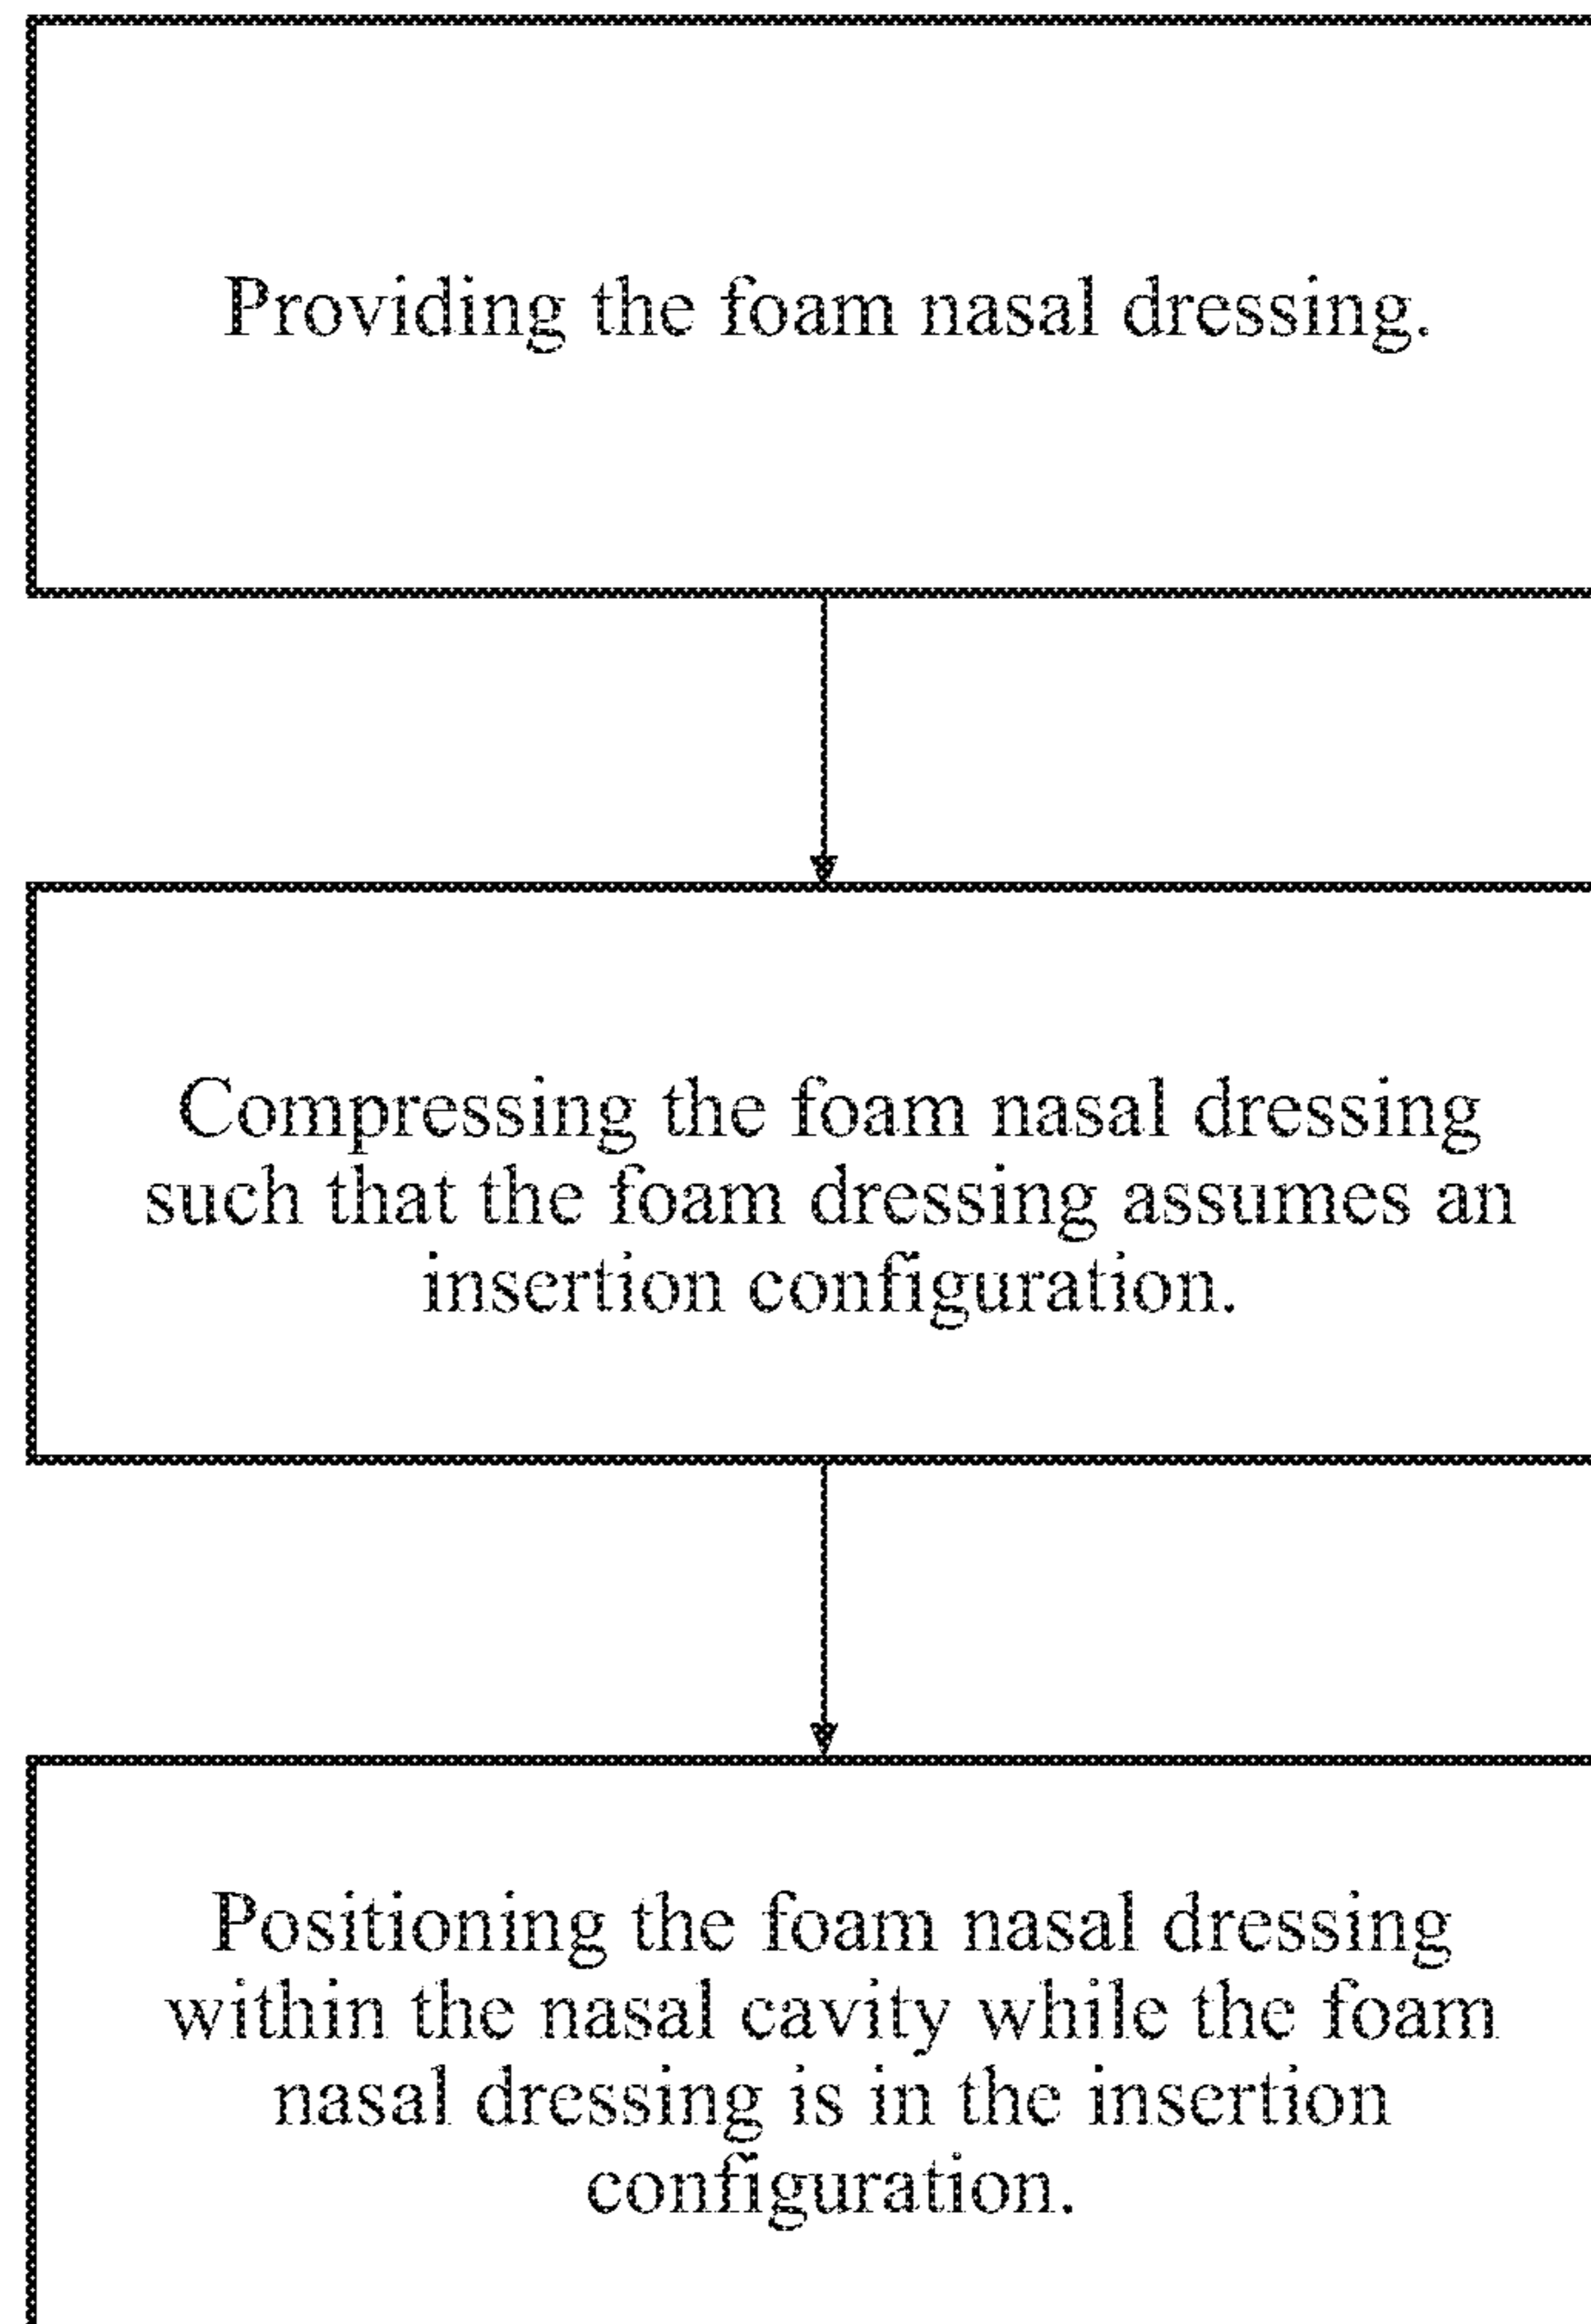 Providing the foam nasal dressing.
Compressing the foam nasal dressing
such that the foam dressing assumes an
insertion configuration.
Positioning the foam nasal dressing
within the nasal cavity while the foam
nasal dressing is in the insertion
configuration.